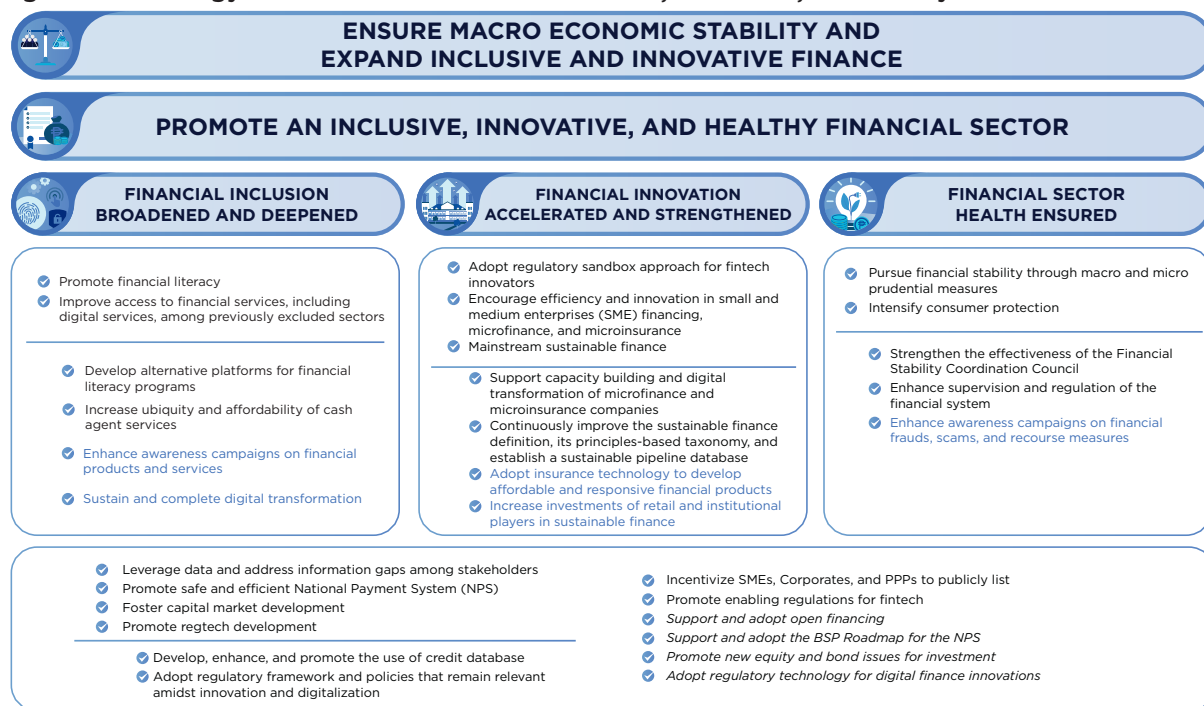 ENSURE MACRO ECONOMIC STABILITY AND
EXPAND INCLUSIVE AND INNOVATIVE FINANCE
PROMOTE AN INCLUSIVE, INNOVATIVE, AND HEALTHY FINANCIAL SECTOR
FINANCIAL INCLUSION
BROADENED AND DEEPENED
Promote financial literacy
Improve access to financial services, including
digital services, among previously excluded sectors
Develop alternative platforms for financial
literacy programs
Increase ubiquity and affordability of cash
agent services
Enhance awareness campaigns on financial
products and services
Sustain and complete digital transformation
FINANCIAL INNOVATION
ACCELERATED AND STRENGTHENED
Adopt regulatory sandbox approach for fintech
innovators
Encourage efficiency and innovation in small and
medium enterprises (SME) financing,
microfinance, and microinsurance
Mainstream sustainable finance
Support capacity building and digital
transformation of microfinance and
microinsurance companies
Continuously improve the sustainable finance
definition, its principles-based taxonomy, and
establish a sustainable pipeline database
Adopt insurance technology to develop
affordable and responsive financial products
Increase investments of retail and institutional
players in sustainable finance
FINANCIAL SECTOR
HEALTH ENSURED
Pursue financial stability through macro and micro
prudential measures
Intensify consumer protection
Strengthen the effectiveness of the Financial
Stability Coordination Council
Enhance supervision and regulation of the
financial system
Enhance awareness campaigns on financial
frauds, scams, and recourse measures
Leverage data and address information gaps among stakeholders
Promote safe and efficient National Payment System (NPS)
Foster capital market development
Promote regtech development
Develop, enhance, and promote the use of credit database
Adopt regulatory framework and policies that remain relevant
amidst innovation and digitalization
Incentivize SMEs, Corporates, and PPPs to publicly list
Promote enabling regulations for fintech
Support and adopt open financing
Support and adopt the BSP Roadmap for the NPS
Promote new equity and bond issues for investment
Adopt regulatory technology for digital finance innovations